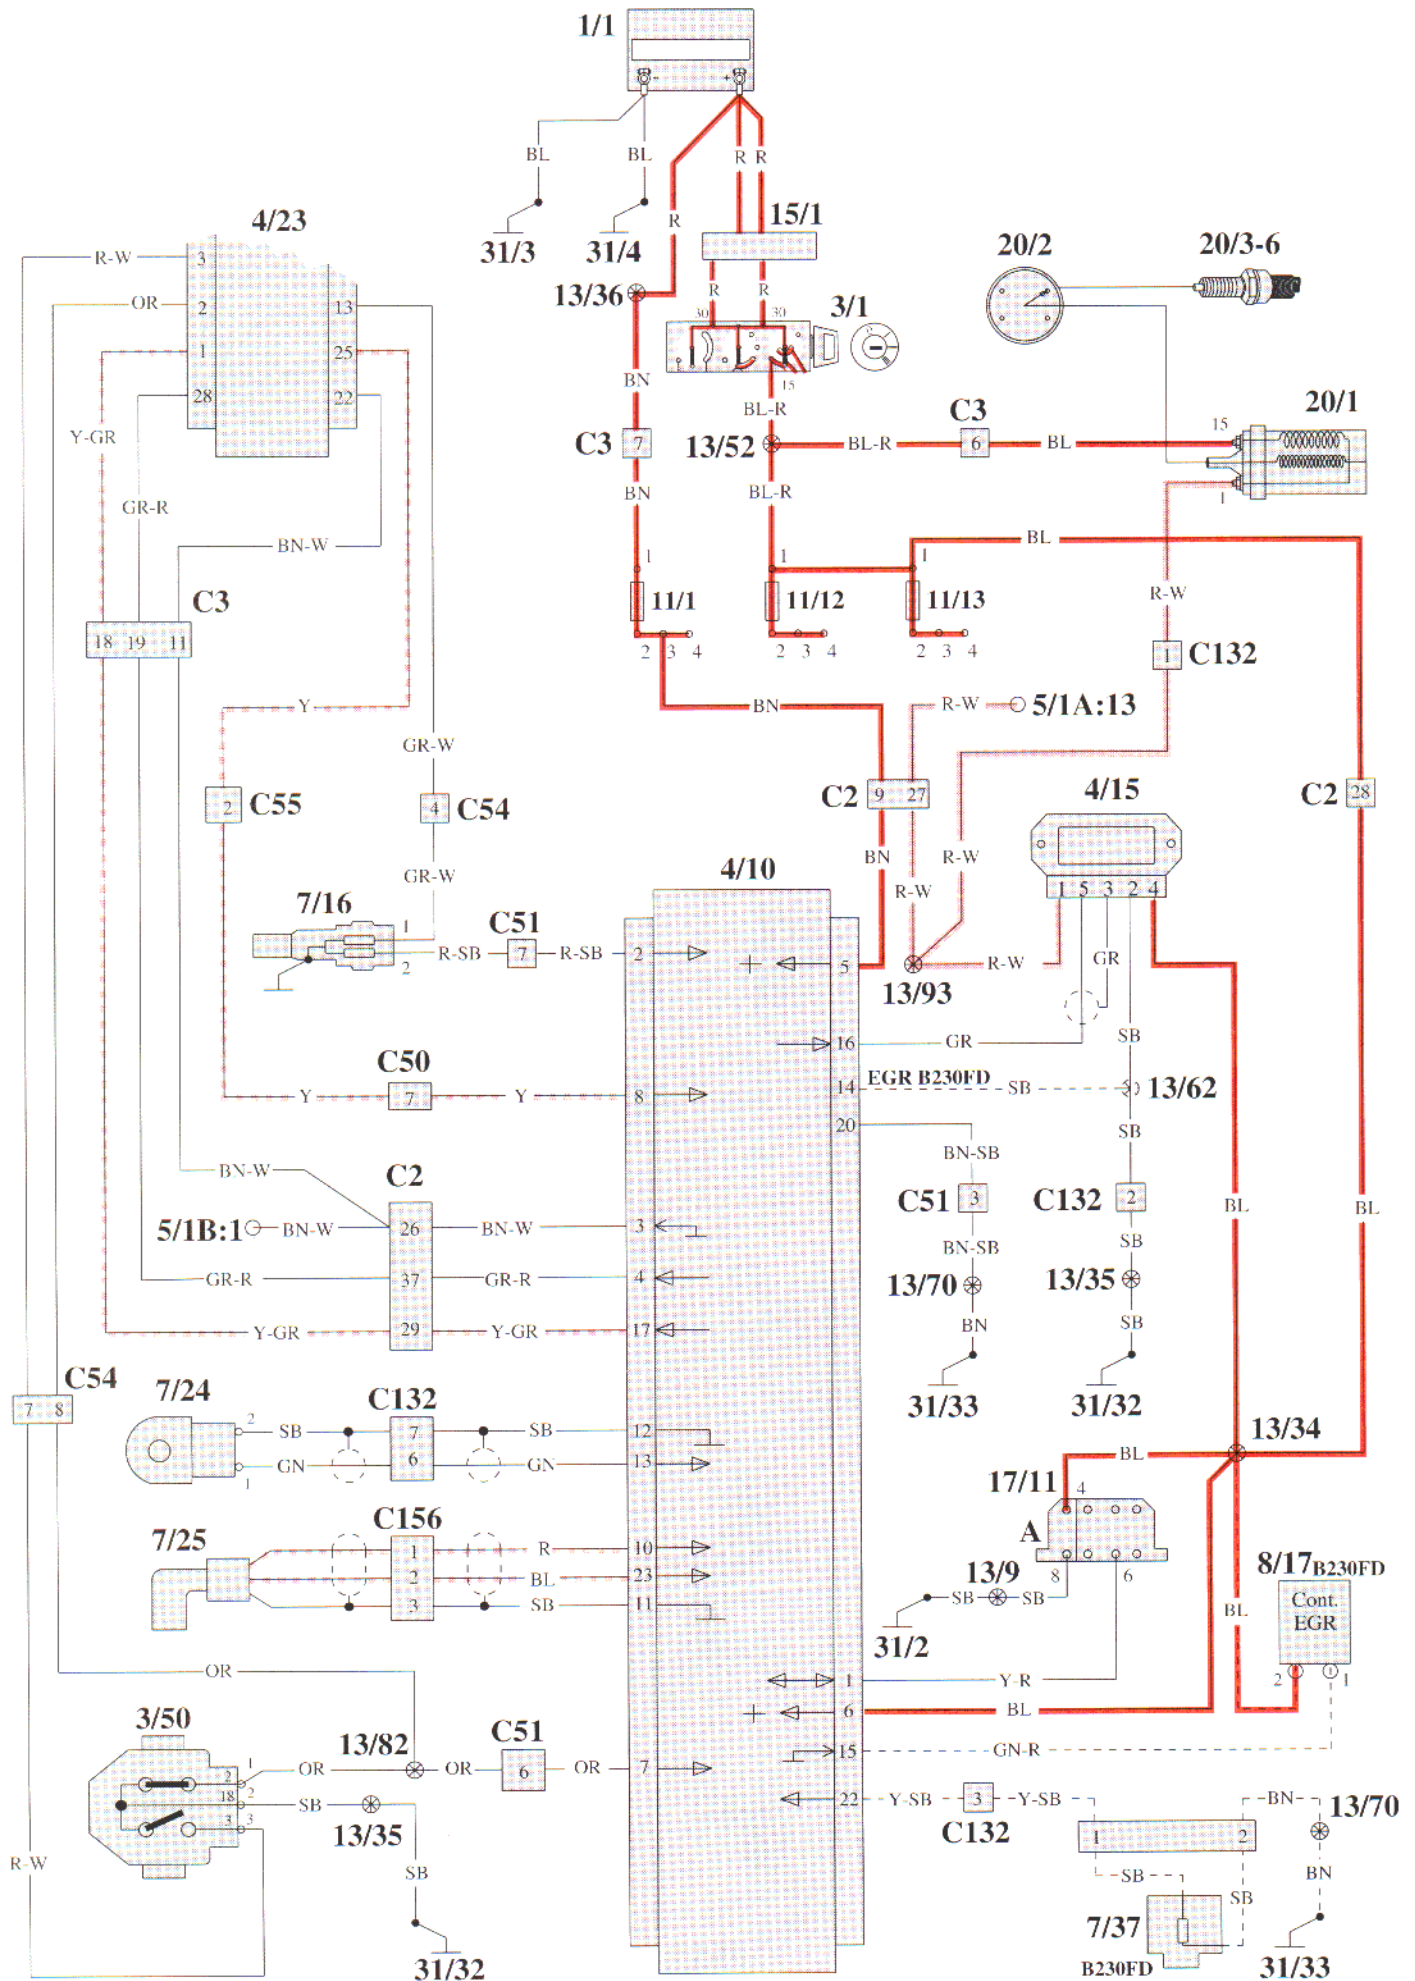 1/1
- +
BL BL R R
R
31/3 31/4
15/1
4/23
R-W 3
OR 2
1
28
13
25
22
13/36
R R
30 30
3/1
15
20/2 20/3-6
20/1
15
1
Y-GR
GR-R
BN-W
BN
BL-R
C3 7
13/52
BL-R
C3
6
BL
BN
BL-R
BL
1 1 1
11/1 11/12 11/13
2 3 4 2 3 4 2 3 4
R-W
1 C132
C3
18 19 11
Y
GR-W
BN
R-W 5/1A:13
2 C55
4 C54
C2 9 27
4/15
C2 28
BN
R-W
R-W
1 5 3 2 4
GR-W
4/10
7/16
1
2
R-SB
C51
7
R-SB
2
+ 5
13/93
R-W
GR
SB
16 GR
C50
Y 7 Y 8
14 EGR B230FD SB
13/62
20
BN-SB
SB
C51 3
C132 2
BN-SB
SB
13/70
13/35
BN
SB
31/33
31/32
BL BL
BN-W
C2
5/1B:1 BN-W 26 BN-W 3
GR-R 37 GR-R 4
Y-GR 29 Y-GR 17
C54
7 8
7/24
2
1
C132
SB 7 SB 12
GN 6 GN 13
13/34
BL
17/11 4
A
8 6
13/9
SB SB
31/2
7/25
C156
1 R 10
2 BL 23
3 SB 11
8/17 B230FD
Cont.
EGR
2 1
BL
OR
1 Y-R
+ 6 BL
15 GN-R
3/50
13/82
C51
1
2 OR OR 6 OR 7
2
18 SB
3 3
13/35
R-W
SB
31/32
22 Y-SB 3 Y-SB
C132
BN 13/70
1 2
SB
SB
BN
7/37
B230FD
31/33